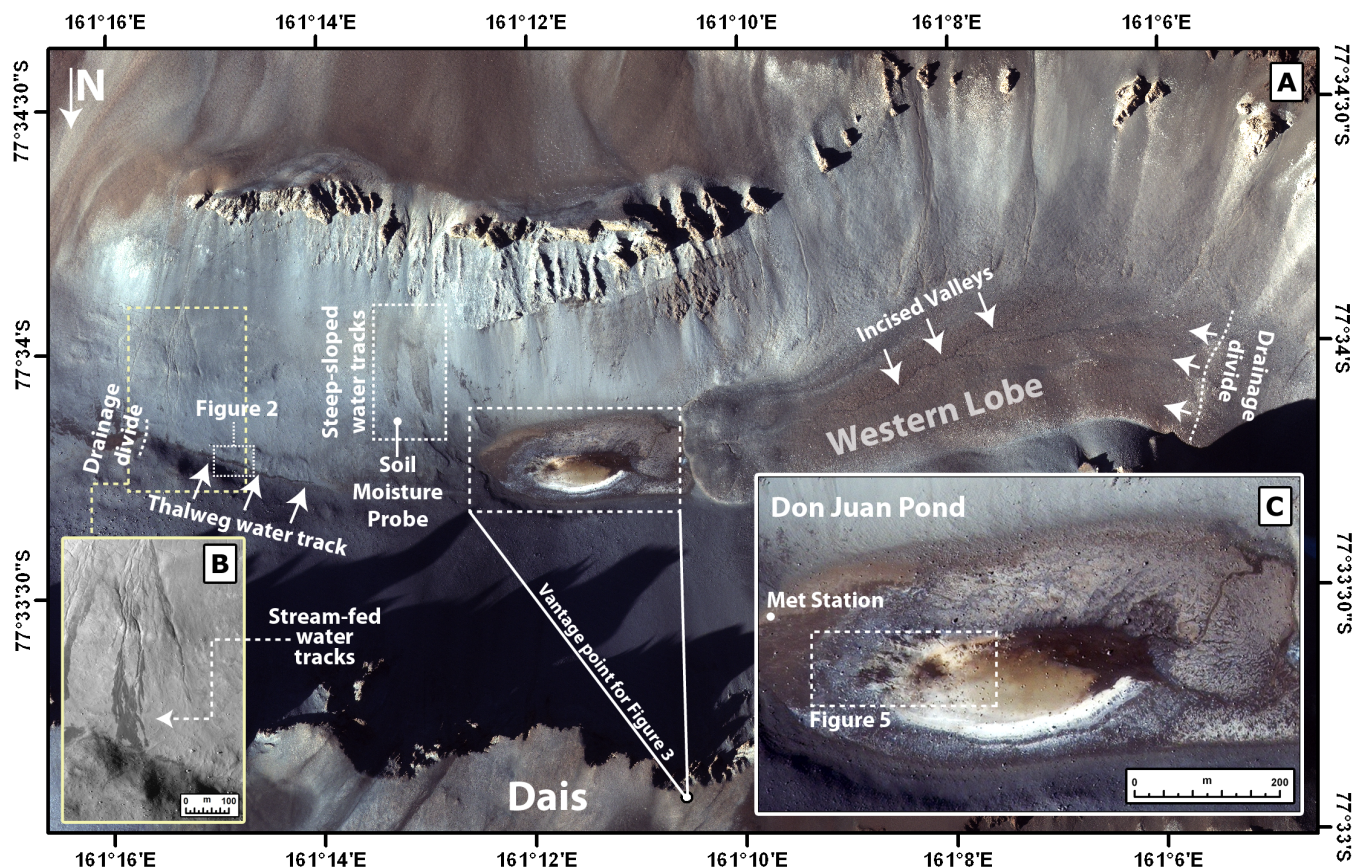 161°16'E
161°14'E
161°12'E
161°10'E
161°8'E
161°6'E
77°34'30"S
77°34'30"S
N
A
77°34'S
77°34'S
Incised Valleys
Steep-sloped
water tracks
Drainage
divide
Western Lobe
Drainage
divide
Figure 2
Soil
Moisture
Probe
Thalweg water track
77°33'30"S
77°33'30"S
B
Stream-fed
water
tracks
Vantage point for Figure 3
Don Juan Pond
C
Met Station
Figure 5
0 m 200
0 m 100
Dais
77°33'S
161°16'E
161°14'E
161°12'E
161°10'E
161°8'E
161°6'E